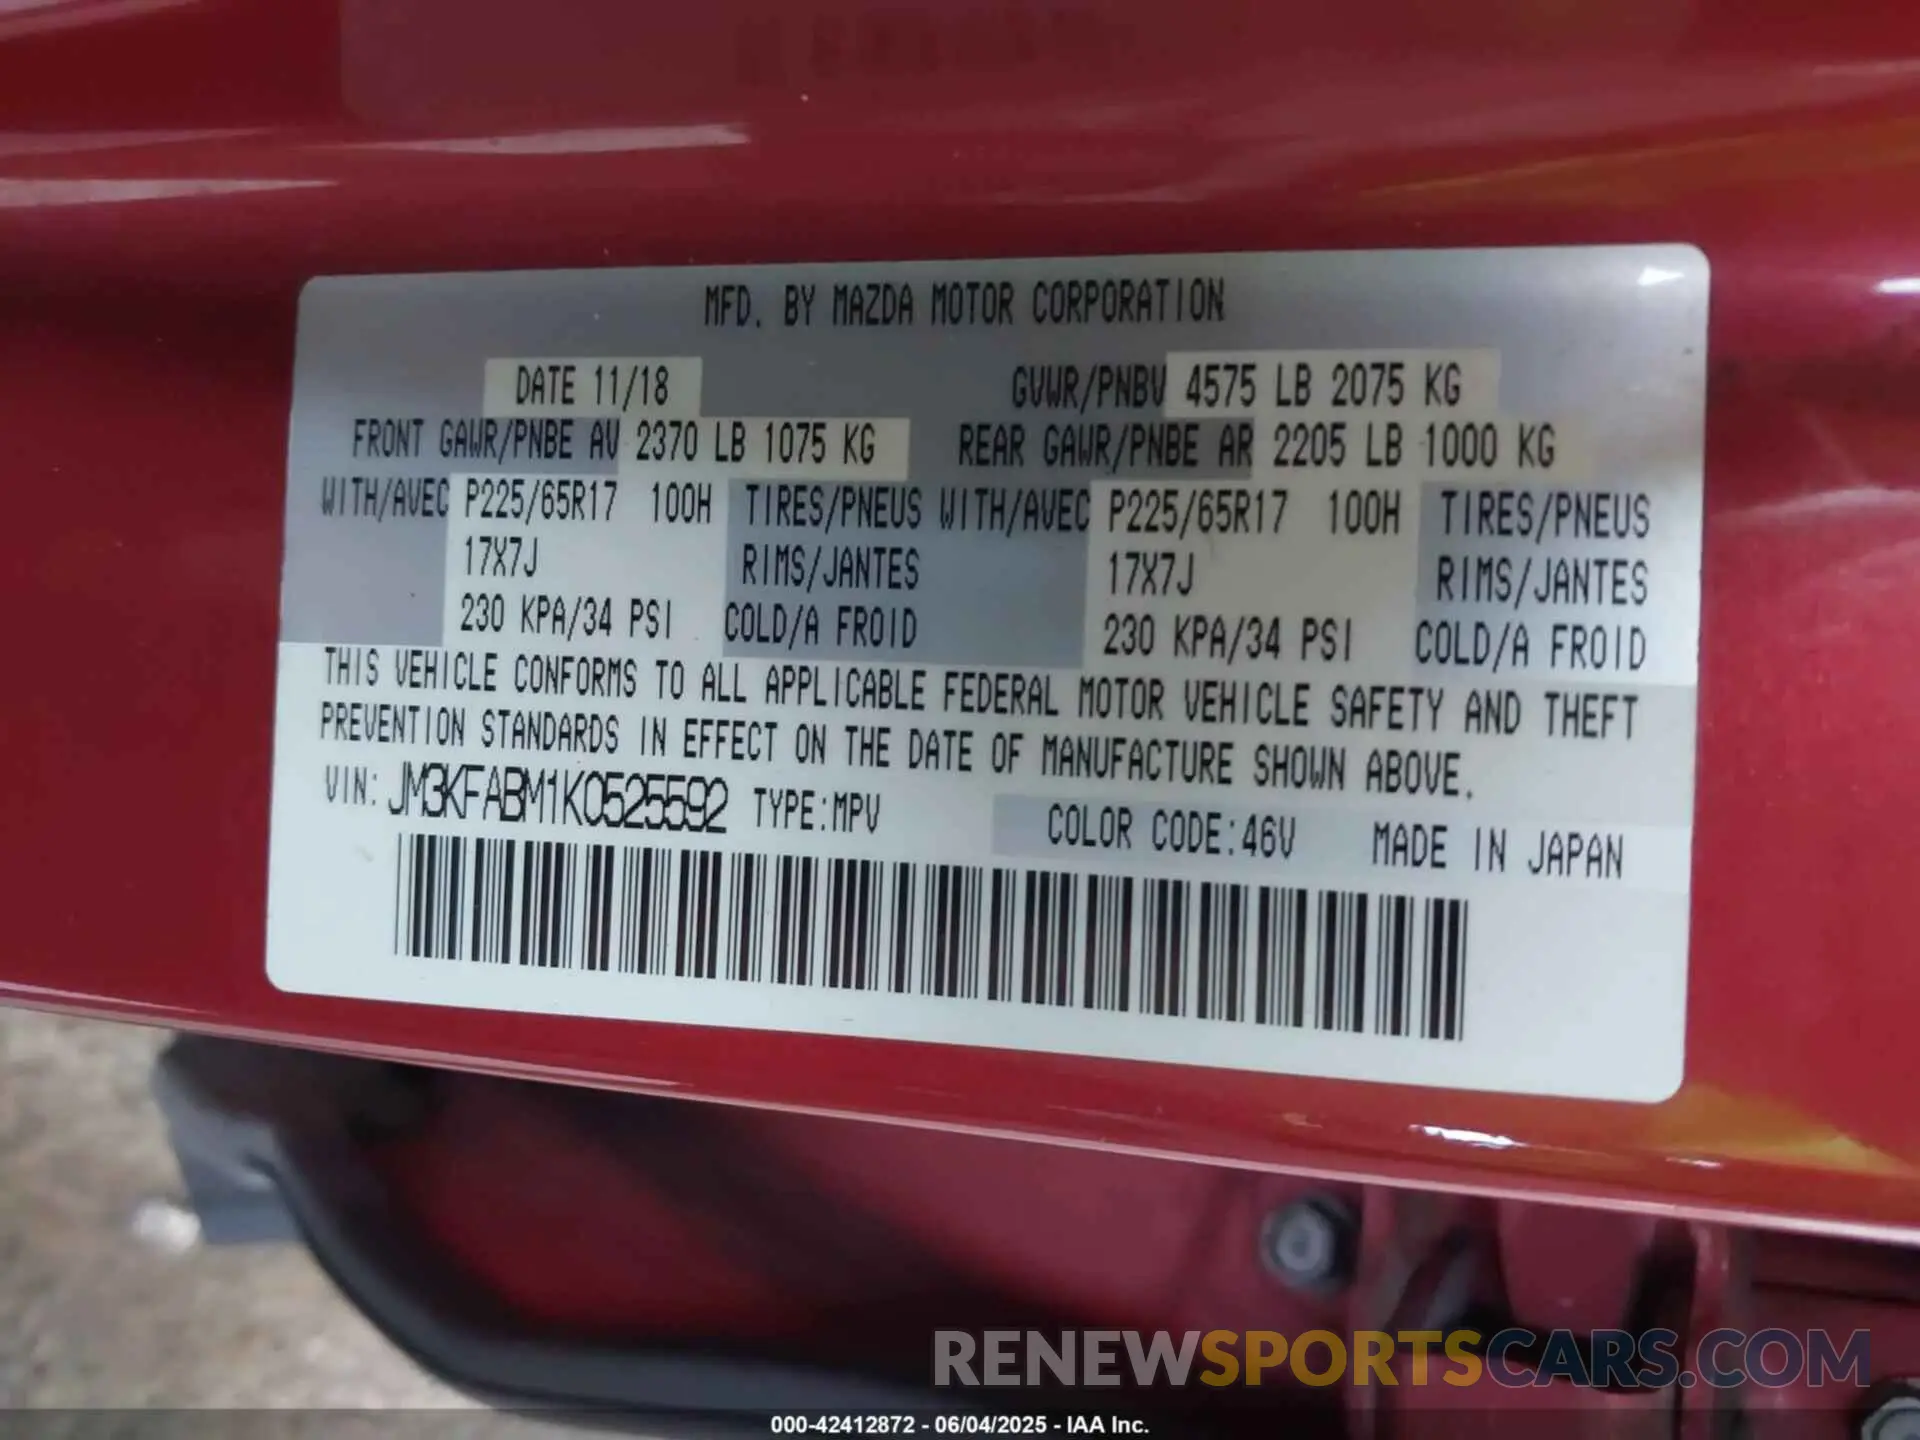 MFD. BY MAZDA MOTOR CORPORATION
DATE 11/18 GVWR/PNBV 4575 LB 2075 KG
FRONT GAWR/PNBE AV 2370 LB 1075 KG REAR GAWR/PNBE AR 2205 LB 1000 KG
WITH/AVEC P225/65R17 100H TIRES/PNEUS WITH/AVEC P225/65R17 100H TIRES/PNEUS
17X7J RIMS/JANTES 17X7J RIMS/JANTES
230 KPA/34 PSI COLD/A FROID 230 KPA/34 PSI COLD/A FROID
THIS VEHICLE CONFORMS TO ALL APPLICABLE FEDERAL MOTOR VEHICLE SAFETY AND THEFT
PREVENTION STANDARDS IN EFFECT ON THE DATE OF MANUFACTURE SHOWN ABOVE.
VIN: JM3KFABM1K0525592 TYPE:MPV COLOR CODE:46V MADE IN JAPAN
RENEWSPORTSCARS.COM
000-42412872 - 06/04/2025 - IAA Inc.